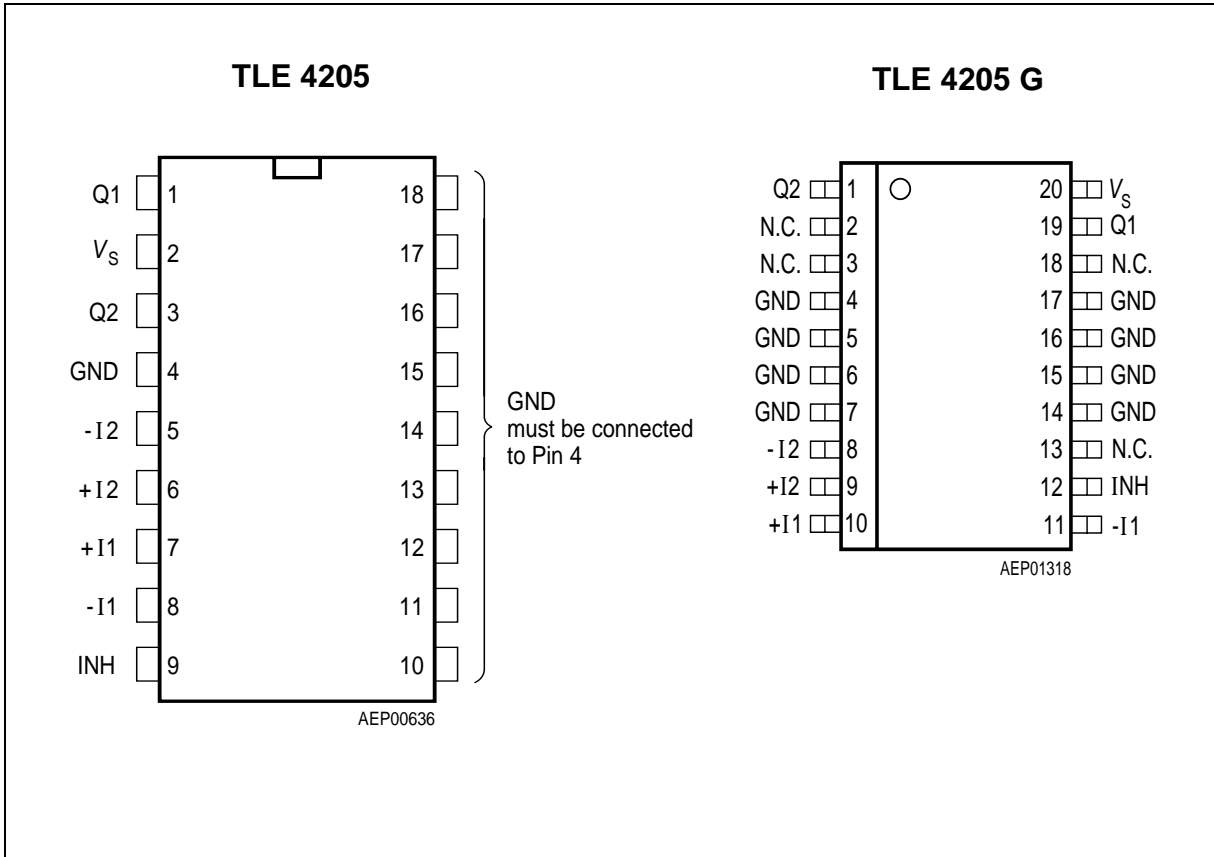 TLE 4205
Q1 1 18
VS 2 17
Q2 3 16
GND 4 15
-I2 5 14
+I2 6 13
+I1 7 12
-I1 8 11
INH 9 10
GND
must be connected
to Pin 4
AEP00636
TLE 4205 G
Q2 1 20 VS
N.C. 2 19 Q1
N.C. 3 18 N.C.
GND 4 17 GND
GND 5 16 GND
GND 6 15 GND
GND 7 14 GND
-I2 8 13 N.C.
+I2 9 12 INH
+I1 10 11 -I1
AEP01318